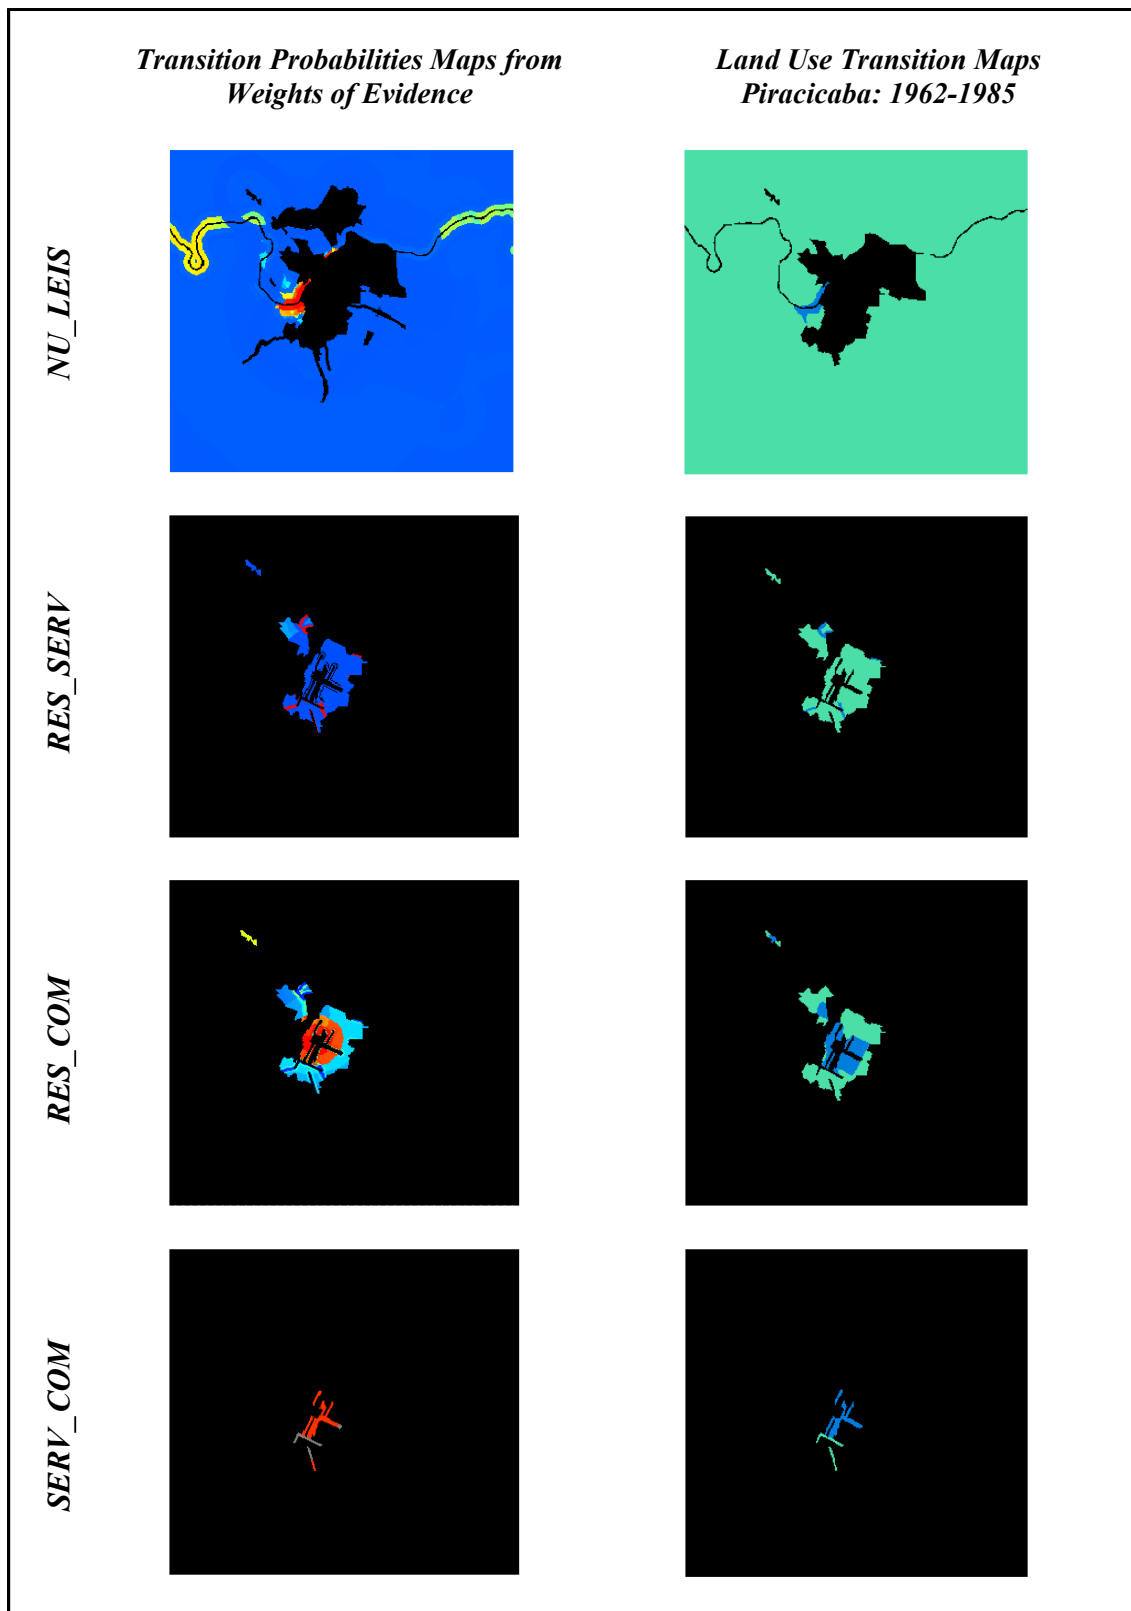 Transition Probabilities Maps from
Weights of Evidence
Land Use Transition Maps
Piracicaba: 1962-1985
NU_LEIS
RES_SERV
RES_COM
SERV_COM